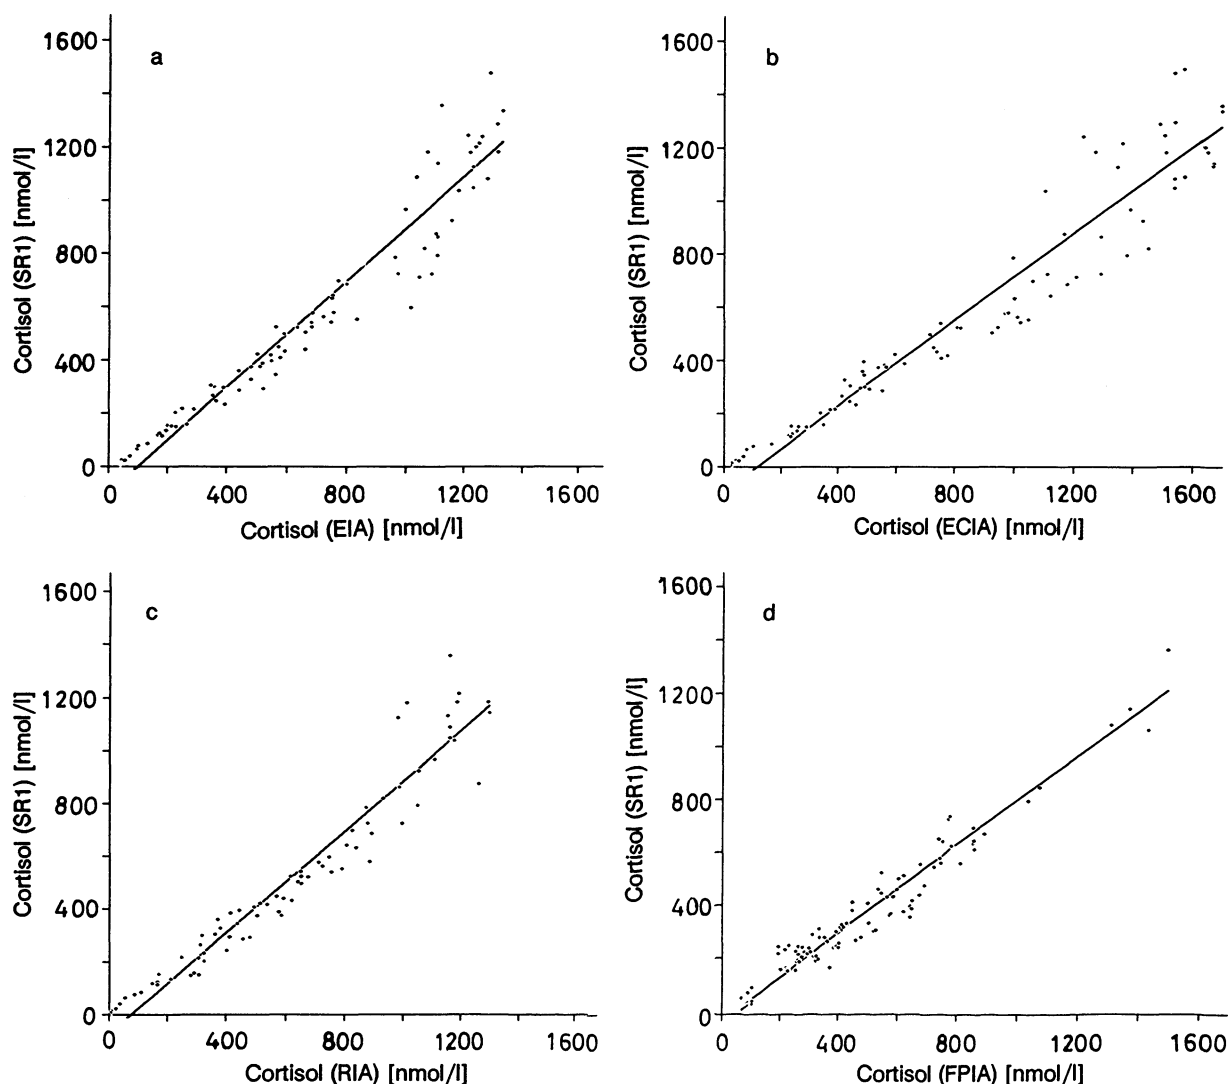 a
1600
1200
800
400
0
Cortisol (SR1) [nmol/l]
0 400 800 1200 1600
Cortisol (EIA) [nmol/l]
b
1600
1200
800
400
0
Cortisol (SR1) [nmol/l]
0 400 800 1200 1600
Cortisol (ECIA) [nmol/l]
c
1600
1200
800
400
0
Cortisol (SR1) [nmol/l]
0 400 800 1200 1600
Cortisol (RIA) [nmol/l]
d
1600
1200
800
400
0
Cortisol (SR1) [nmol/l]
0 400 800 1200 1600
Cortisol (FPIA) [nmol/l]